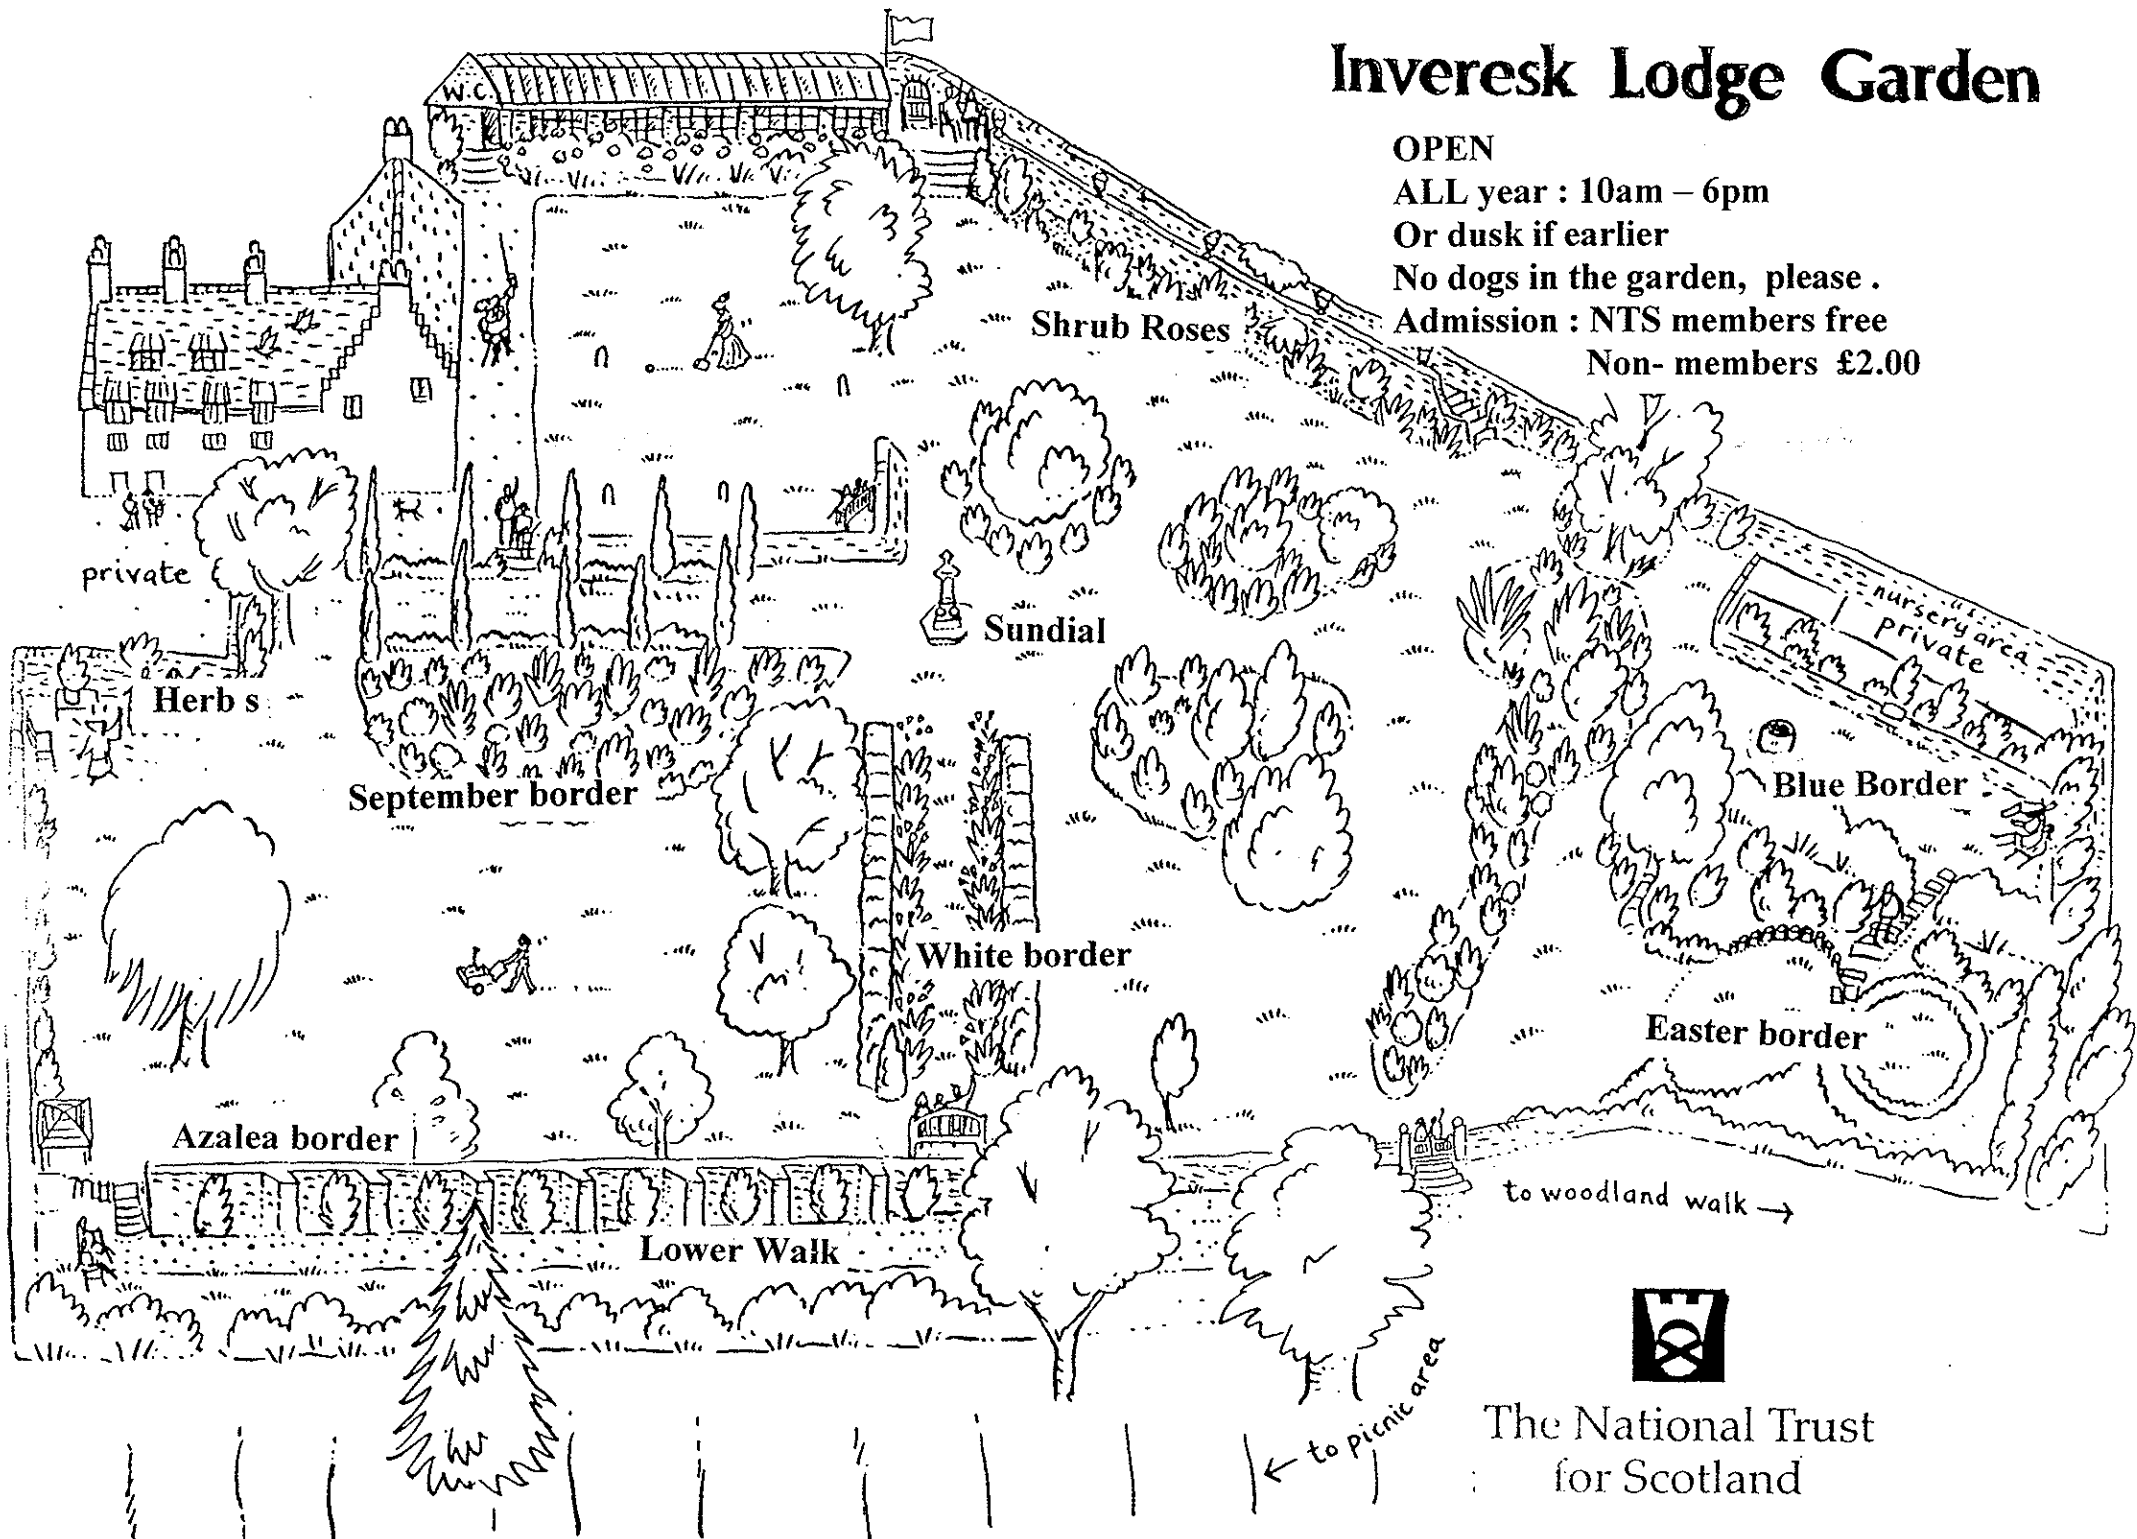 Inveresk Lodge Garden
OPEN
ALL year : 10am – 6pm
Or dusk if earlier
No dogs in the garden, please .
Admission : NTS members free
Non- members £2.00
W.C.
Shrub Roses
private
Sundial
nursery area
private
Herb s
September border
Blue Border
White border
Easter border
Azalea border
to woodland walk →
Lower Walk
← to picnic area
The National Trust
for Scotland